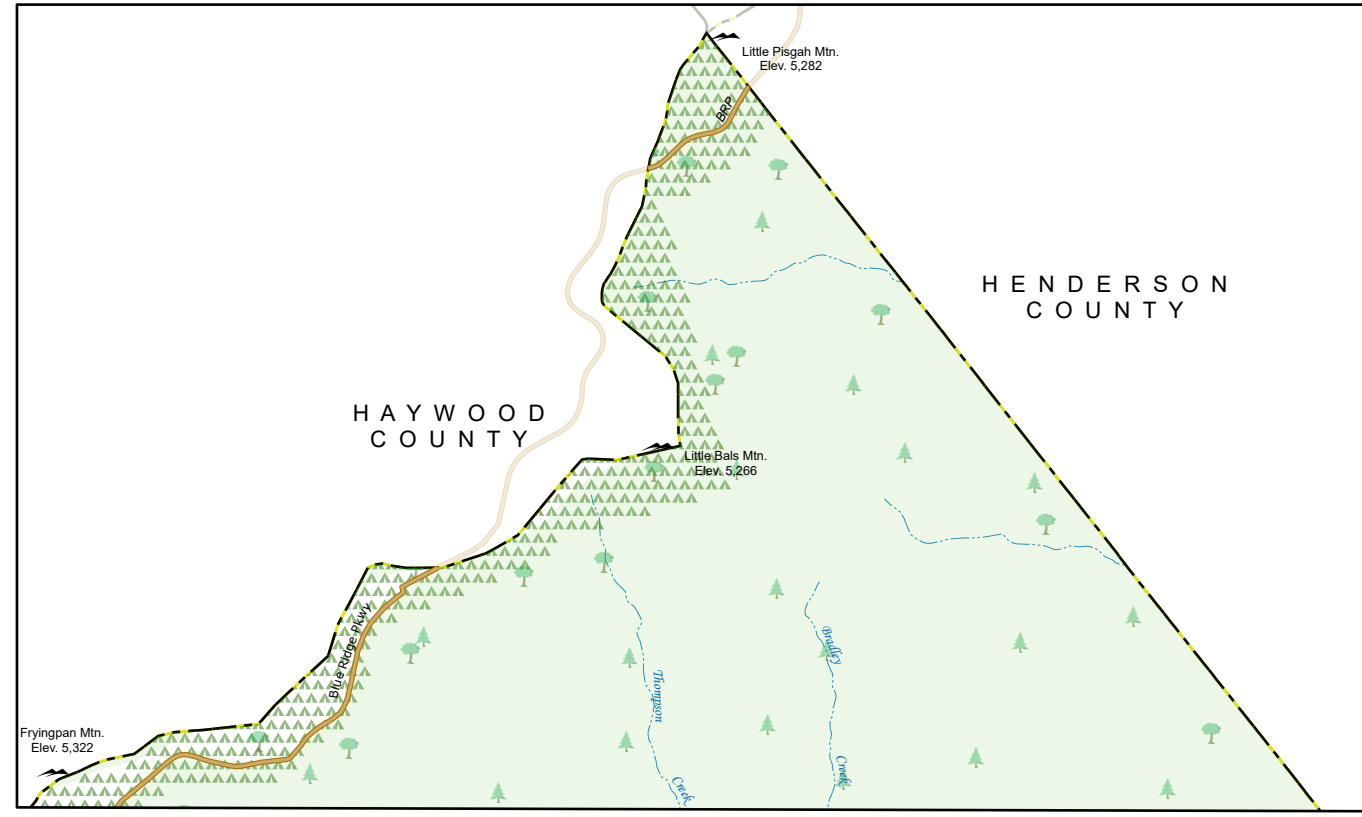 Little Pisgah Mtn.
Elev. 5,282
BRP
HENDERSON
COUNTY
HAYWOOD
COUNTY
Little Bals Mtn.
Elev. 5,266
Blue Ridge Pkwy
Bradley
Thompson
Fryingpan Mtn.
Elev. 5,322
Creek
Creek